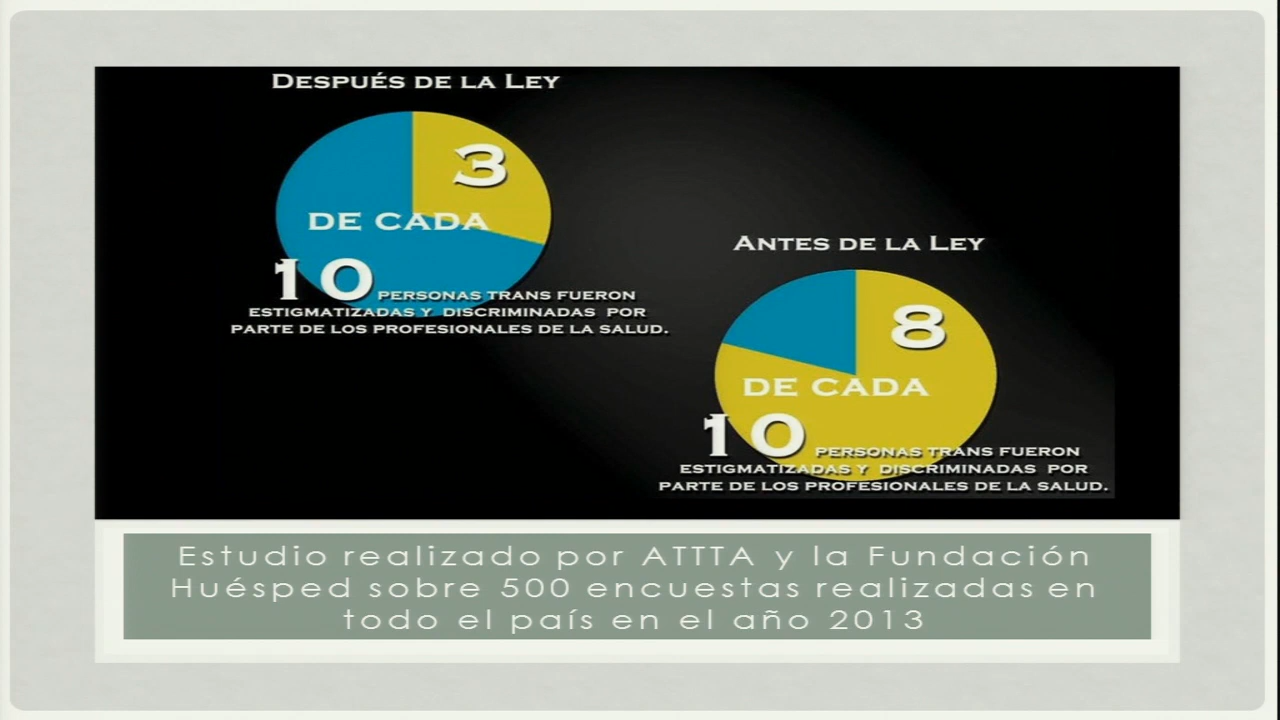 Después de la Ley
3
de cada
10 personas trans fueron
estigmatizadas y discriminadas por
parte de los profesionales de la salud.
Antes de la Ley
8
de cada
10 personas trans fueron
estigmatizadas y discriminadas por
parte de los profesionales de la salud.
Estudio realizado por ATTTA y la Fundación
Huésped sobre 500 encuestas realizadas en
todo el país en el año 2013